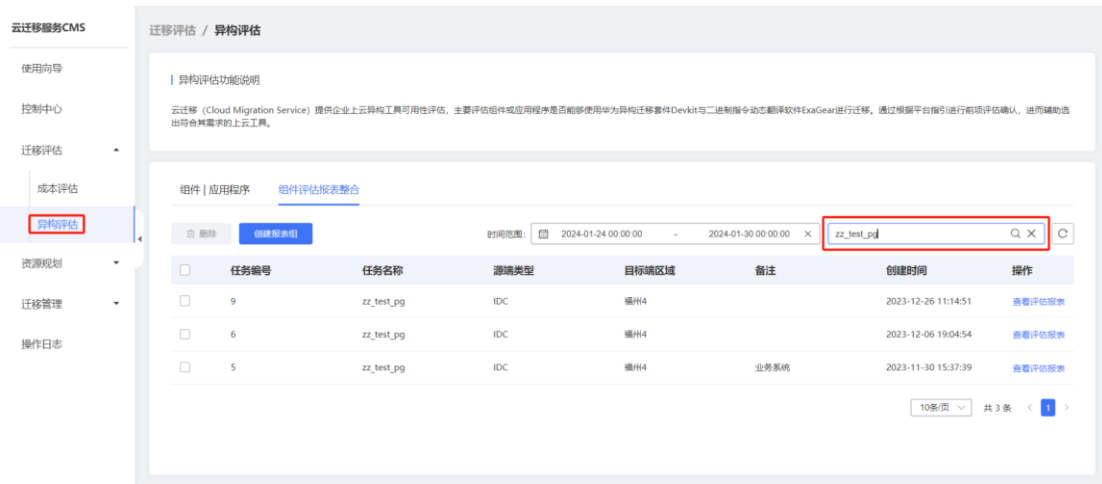 云迁移服务CMS
迁移评估 / 异构评估
使用向导
控制中心
迁移评估
成本评估
异构评估
资源规划
迁移管理
操作日志
异构评估功能说明
云迁移（Cloud Migration Service）提供企业上云异构工具可用性评估，主要评估组件或应用程序是否能够使用华为异构迁移套件Devkit与二进制指令动态翻译软件ExaGear进行迁移。通过根据平台指引进行前项评估确认，进而辅助选
出符合其需求的上云工具。
组件 | 应用程序 组件评估报表整合
删除 创建报表组 时间范围： 2024-01-24 00:00:00 - 2024-01-30 00:00:00 zz_test_pg
任务编号 任务名称 源端类型 目标端区域 备注 创建时间 操作
9 zz_test_pg IDC 福州4 2023-12-26 11:14:51 查看评估报表
6 zz_test_pg IDC 福州4 2023-12-06 19:04:54 查看评估报表
5 zz_test_pg IDC 福州4 业务系统 2023-11-30 15:37:39 查看评估报表
10条/页 共 3 条 < 1 >